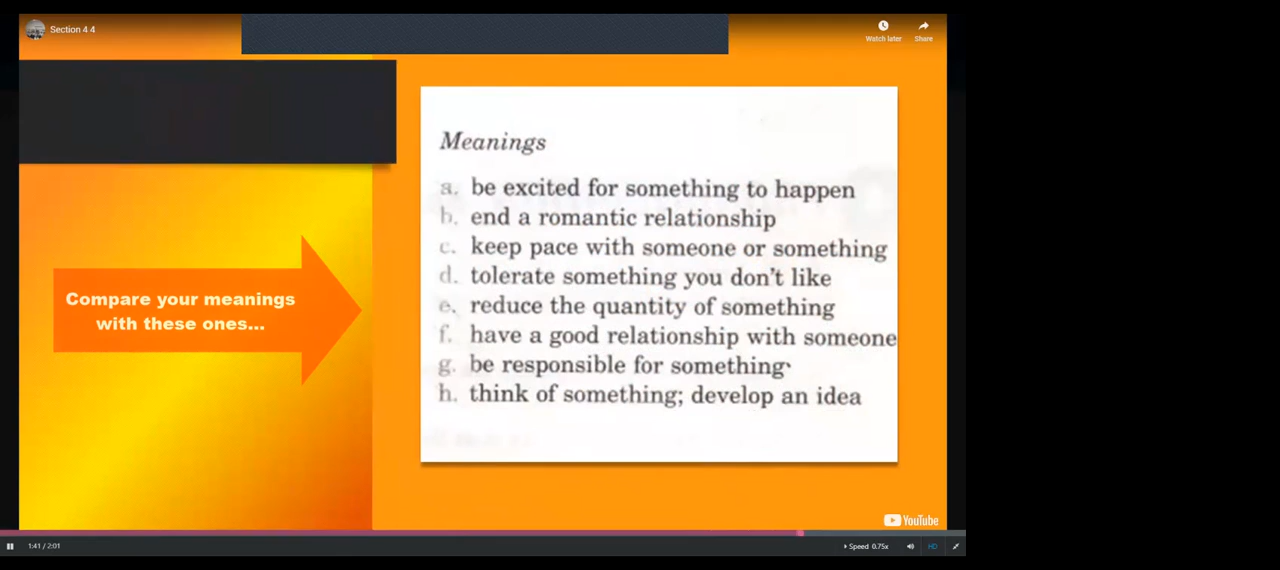 Section 4.4
Watch later
Share
Meanings
a. be excited for something to happen
b. end a romantic relationship
c. keep pace with someone or something
d. tolerate something you don't like
e. reduce the quantity of something
f. have a good relationship with someone
g. be responsible for something
h. think of something; develop an idea
Compare your meanings
with these ones...
YouTube
1:41 / 2:01
Speed 0.75x
HD